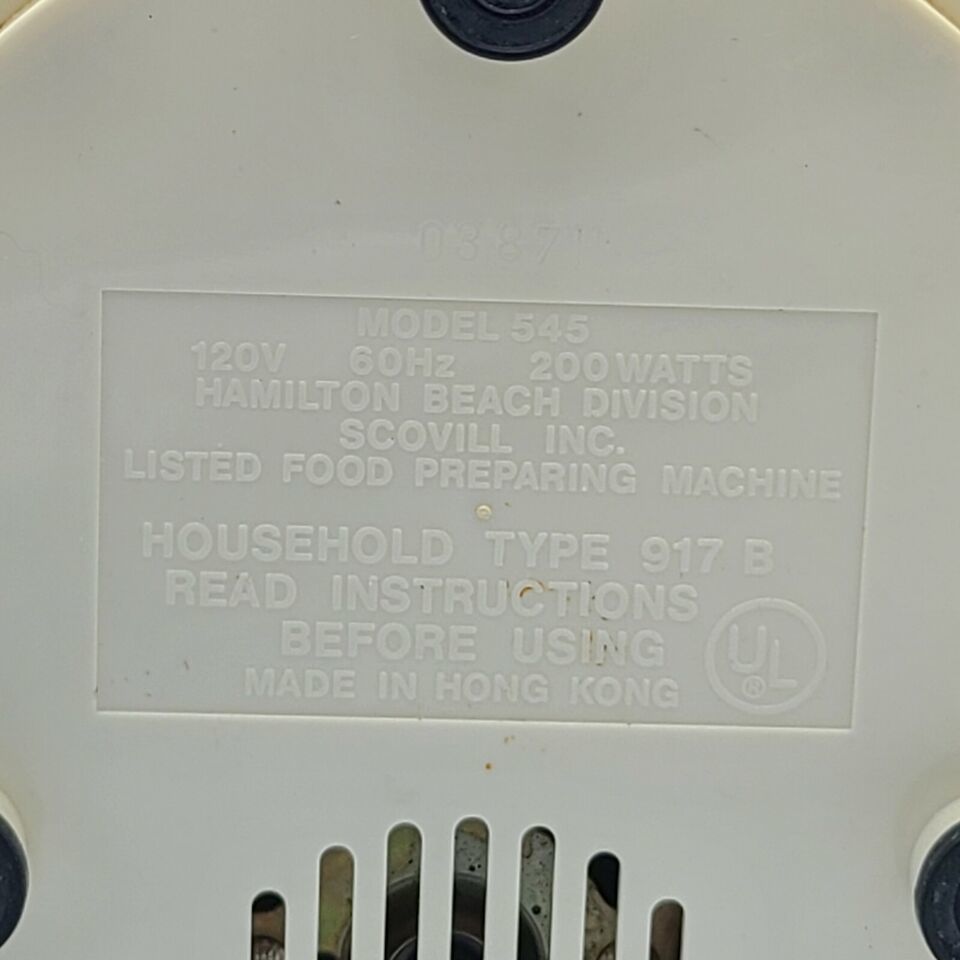 03871
MODEL 545
120V 60Hz 200 WATTS
HAMILTON BEACH DIVISION
SCOVILL INC.
LISTED FOOD PREPARING MACHINE
HOUSEHOLD TYPE 917 B
READ INSTRUCTIONS
BEFORE USING
MADE IN HONG KONG
UL
®